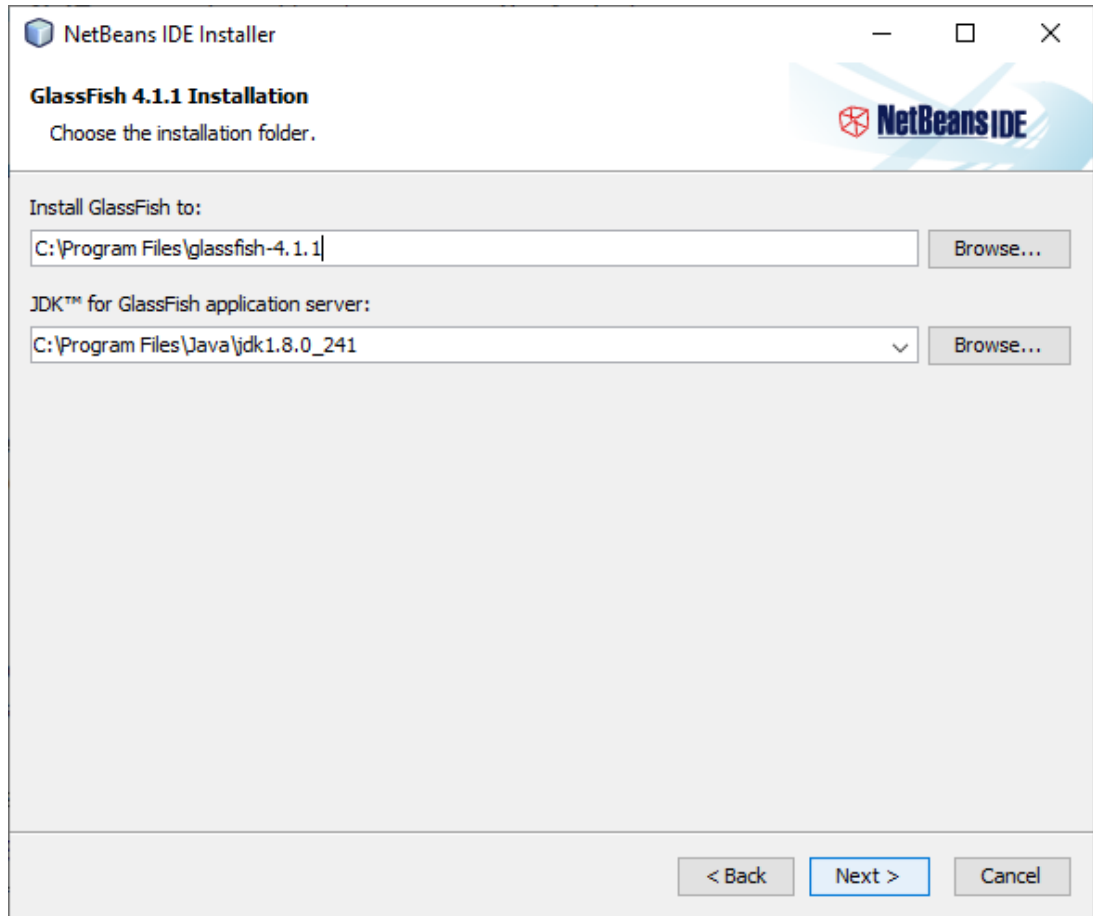 NetBeans IDE Installer
GlassFish 4.1.1 Installation
Choose the installation folder.
NetBeans IDE
Install GlassFish to:
C:\Program Files\glassfish-4.1.1
Browse...
JDK™ for GlassFish application server:
C:\Program Files\Java\jdk1.8.0_241
Browse...
< Back
Next >
Cancel